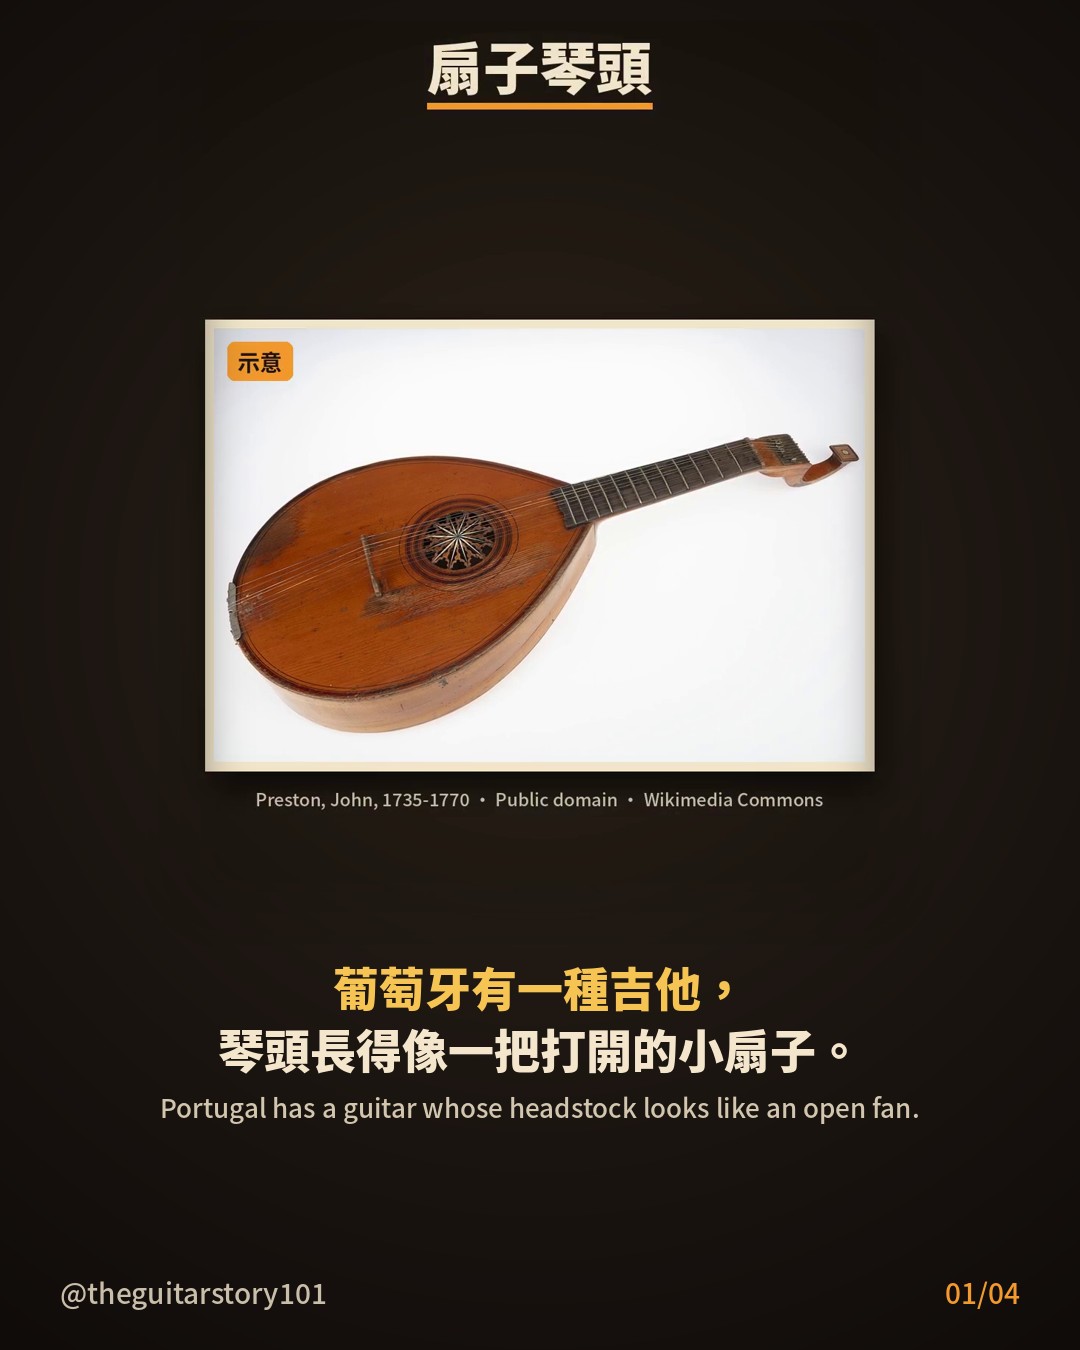 扇子琴頭
示意
Preston, John, 1735-1770 • Public domain • Wikimedia Commons
葡萄牙有一種吉他，
琴頭長得像一把打開的小扇子。
Portugal has a guitar whose headstock looks like an open fan.
@theguitarstory101
01/04